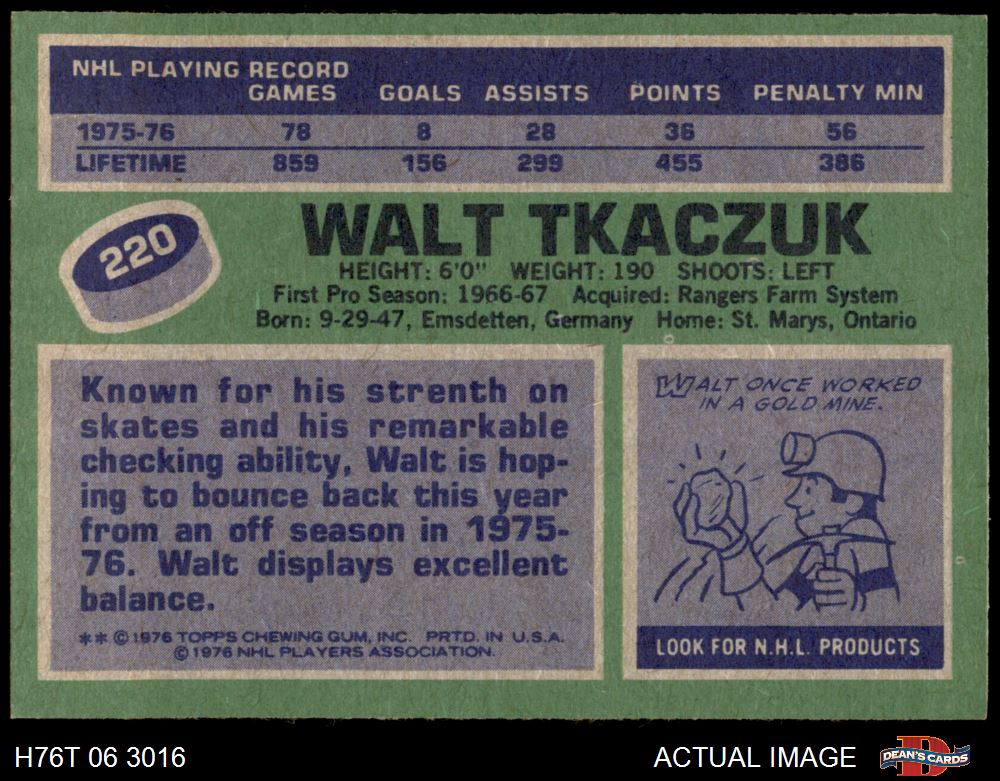 NHL PLAYING RECORD
GAMES GOALS ASSISTS POINTS PENALTY MIN
1975-76 78 8 28 36 56
LIFETIME 859 156 299 455 386
220
WALT TKACZUK
HEIGHT: 6'0" WEIGHT: 190 SHOOTS: LEFT
First Pro Season: 1966-67 Acquired: Rangers Farm System
Born: 9-29-47, Emsdetten, Germany Home: St. Marys, Ontario
Known for his strenth on
skates and his remarkable
checking ability, Walt is hop-
ing to bounce back this year
from an off season in 1975-
76. Walt displays excellent
balance.
** © 1976 TOPPS CHEWING GUM, INC. PRTD. IN U.S.A.
© 1976 NHL PLAYERS ASSOCIATION.
WALT ONCE WORKED
IN A GOLD MINE.
LOOK FOR N.H.L. PRODUCTS
H76T 06 3016
ACTUAL IMAGE
DEAN'S CARDS